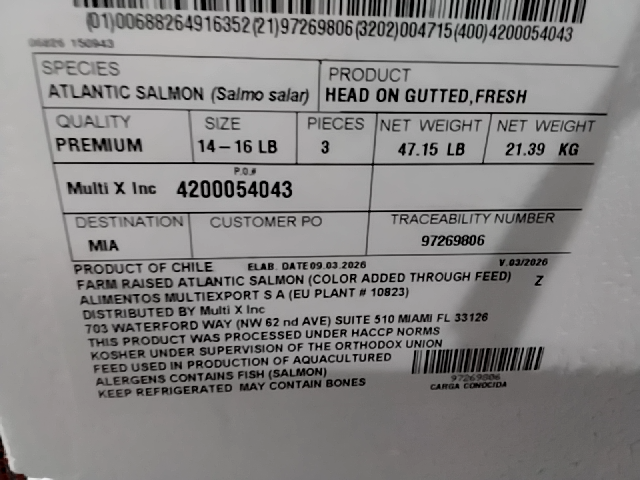 (01)00688264916352(21)97269806(3202)004715(400)4200054043
06826 150943
SPECIES
ATLANTIC SALMON (Salmo salar)
PRODUCT
HEAD ON GUTTED,FRESH
QUALITY
PREMIUM
SIZE
14-16 LB
PIECES
3
NET WEIGHT
47.15 LB
NET WEIGHT
21.39 KG
Multi X Inc
P.O.#
4200054043
DESTINATION
MIA
CUSTOMER PO
TRACEABILITY NUMBER
97269806
PRODUCT OF CHILE ELAB. DATE09.03.2026 V.03/2026
FARM RAISED ATLANTIC SALMON (COLOR ADDED THROUGH FEED) Z
ALIMENTOS MULTIEXPORT S A (EU PLANT # 10823)
DISTRIBUTED BY Multi X Inc
703 WATERFORD WAY (NW 62 nd AVE) SUITE 510 MIAMI FL 33126
THIS PRODUCT WAS PROCESSED UNDER HACCP NORMS
KOSHER UNDER SUPERVISION OF THE ORTHODOX UNION
FEED USED IN PRODUCTION OF AQUACULTURED
ALERGENS CONTAINS FISH (SALMON)
KEEP REFRIGERATED MAY CONTAIN BONES
97269806
CARGA CONOCIDA